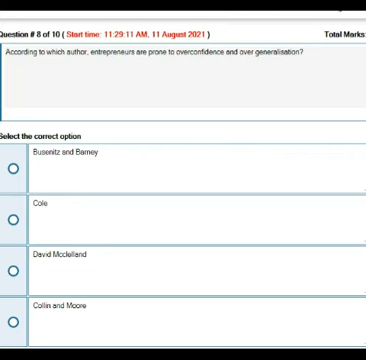 Question # 8 of 10 ( Start time: 11:29:11 AM, 11 August 2021 ) Total Marks:
According to which author, entrepreneurs are prone to overconfidence and over generalisation?
Select the correct option
Busenitz and Barney
Cole
David Mcclelland
Collin and Moore